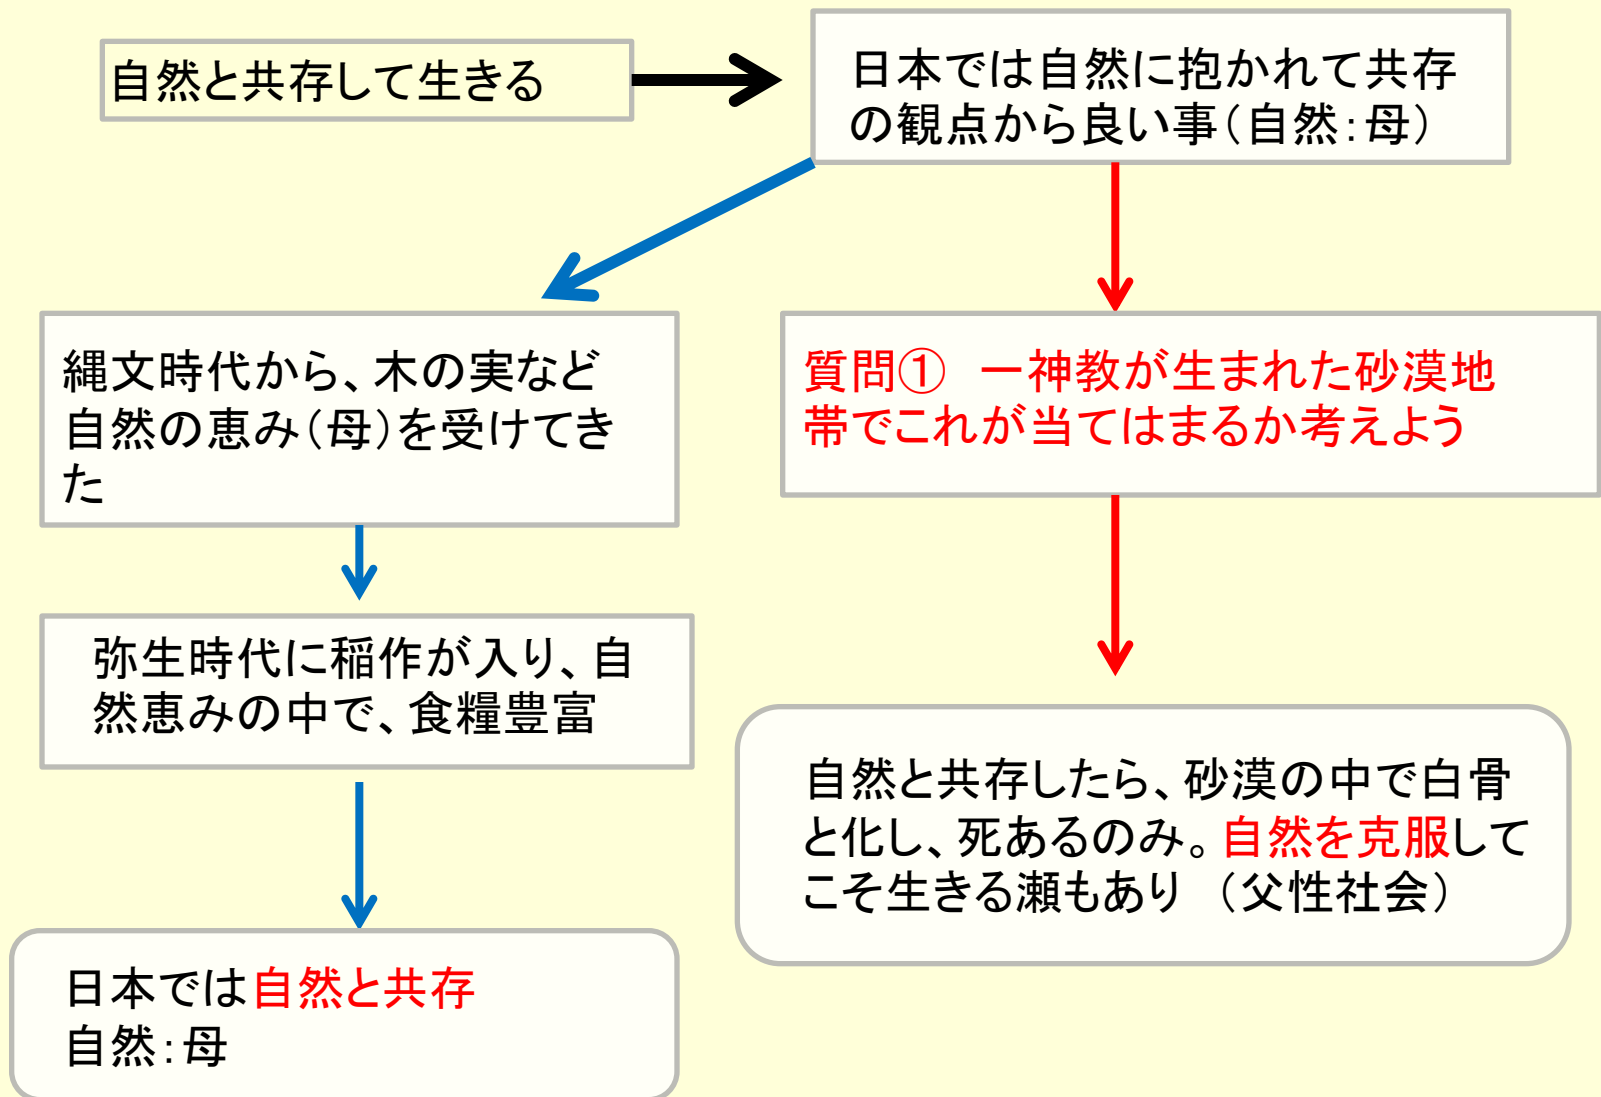 自然と共存して生きる
日本では自然に抱かれて共存
の観点から良い事（自然：母）
縄文時代から、木の実など
自然の恵み（母）を受けてき
た
質問①　一神教が生まれた砂漠地
帯でこれが当てはまるか考えよう
弥生時代に稲作が入り、自
然恵みの中で、食糧豊富
自然と共存したら、砂漠の中で白骨
と化し、死あるのみ。自然を克服して
こそ生きる瀬もあり　（父性社会）
日本では自然と共存
自然：母